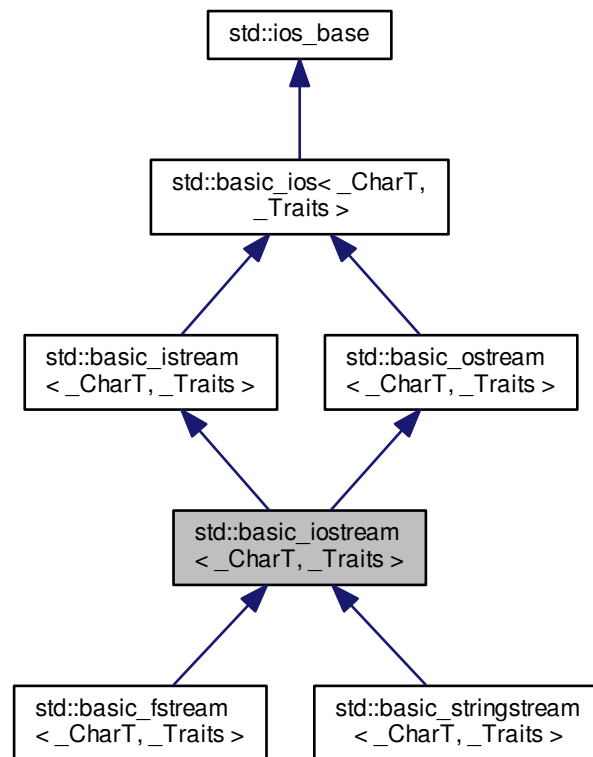 std::ios_base
std::basic_ios< _CharT,
_Traits >
std::basic_istream
< _CharT, _Traits >
std::basic_ostream
< _CharT, _Traits >
std::basic_iostream
< _CharT, _Traits >
std::basic_fstream
< _CharT, _Traits >
std::basic_stringstream
< _CharT, _Traits >